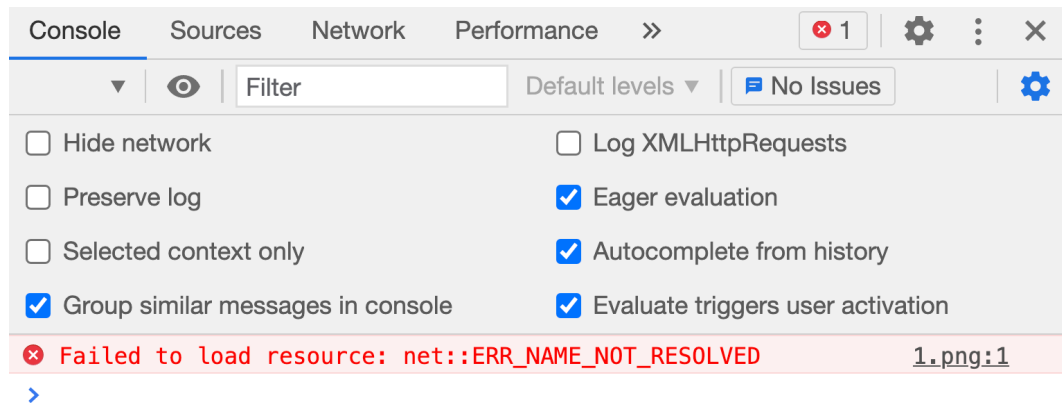 Console Sources Network Performance » 1
Filter Default levels ▼ No Issues
Hide network Log XMLHttpRequests
Preserve log Eager evaluation
Selected context only Autocomplete from history
Group similar messages in console Evaluate triggers user activation
Failed to load resource: net::ERR_NAME_NOT_RESOLVED 1.png:1